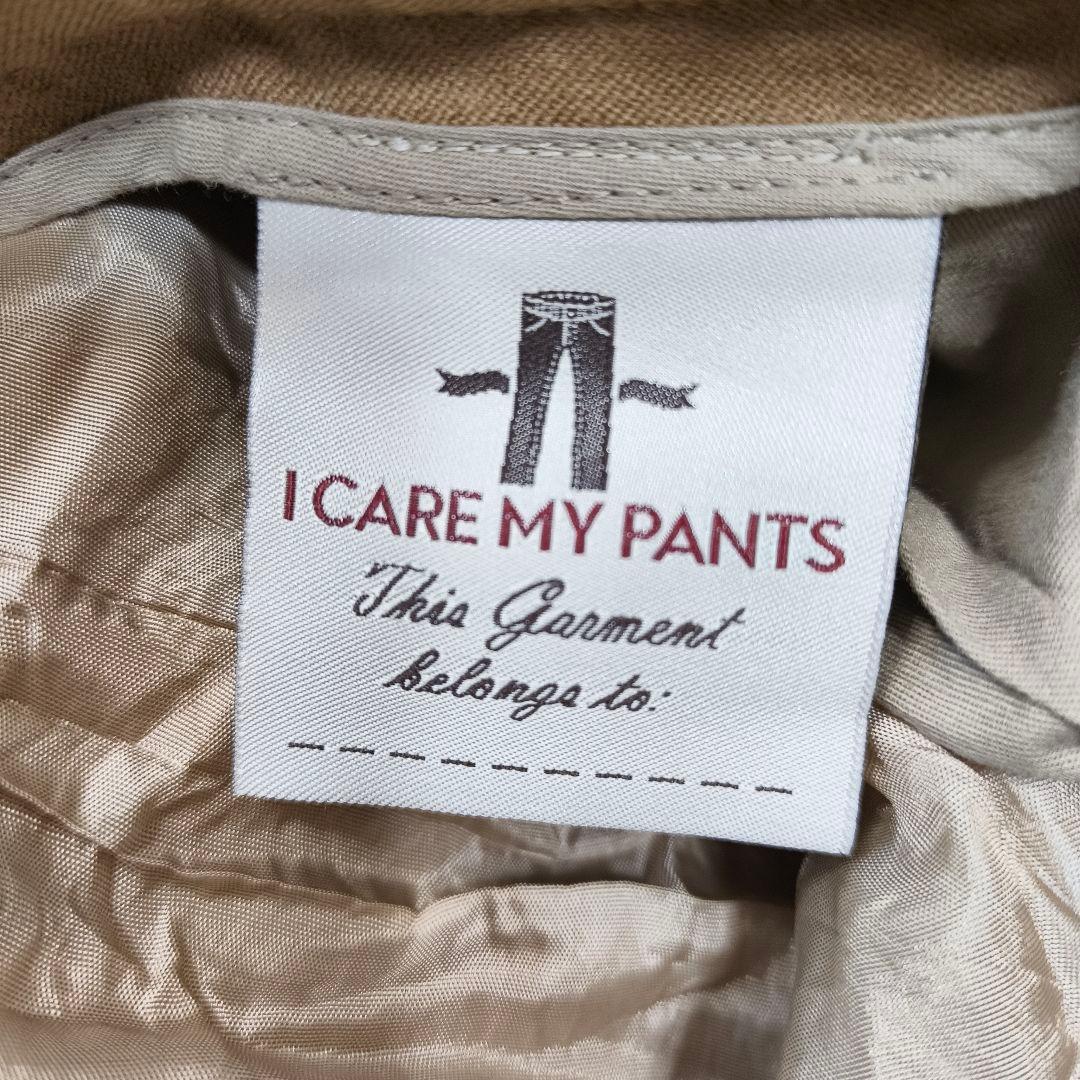 I CARE MY PANTS
This Garment
belongs to: